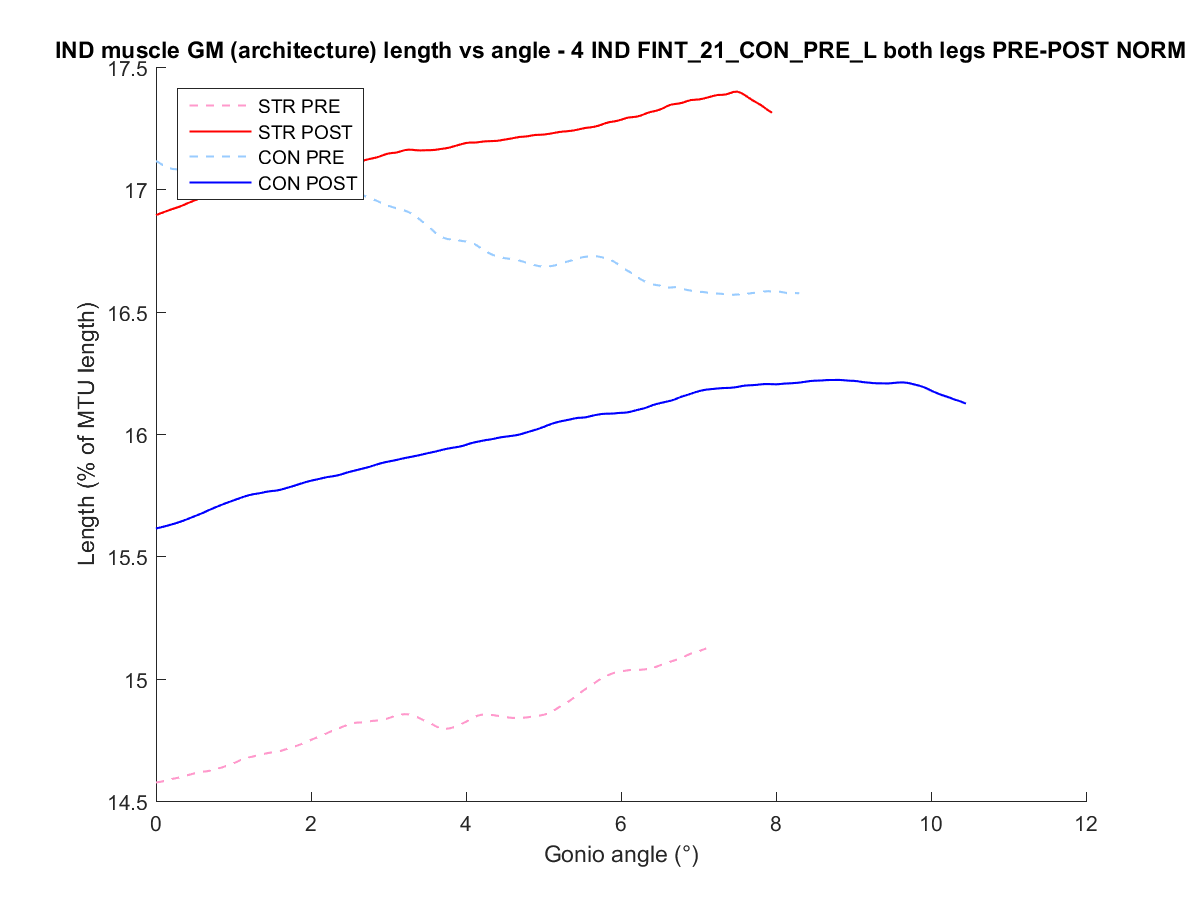 IND muscle GM (architecture) length vs angle - 4 IND FINT_21_CON_PRE_L both legs PRE-POST NORM
17.5
17
16.5
16
15.5
15
14.5
Length (% of MTU length)
STR PRE
STR POST
CON PRE
CON POST
0 2 4 6 8 10 12
Gonio angle (°)